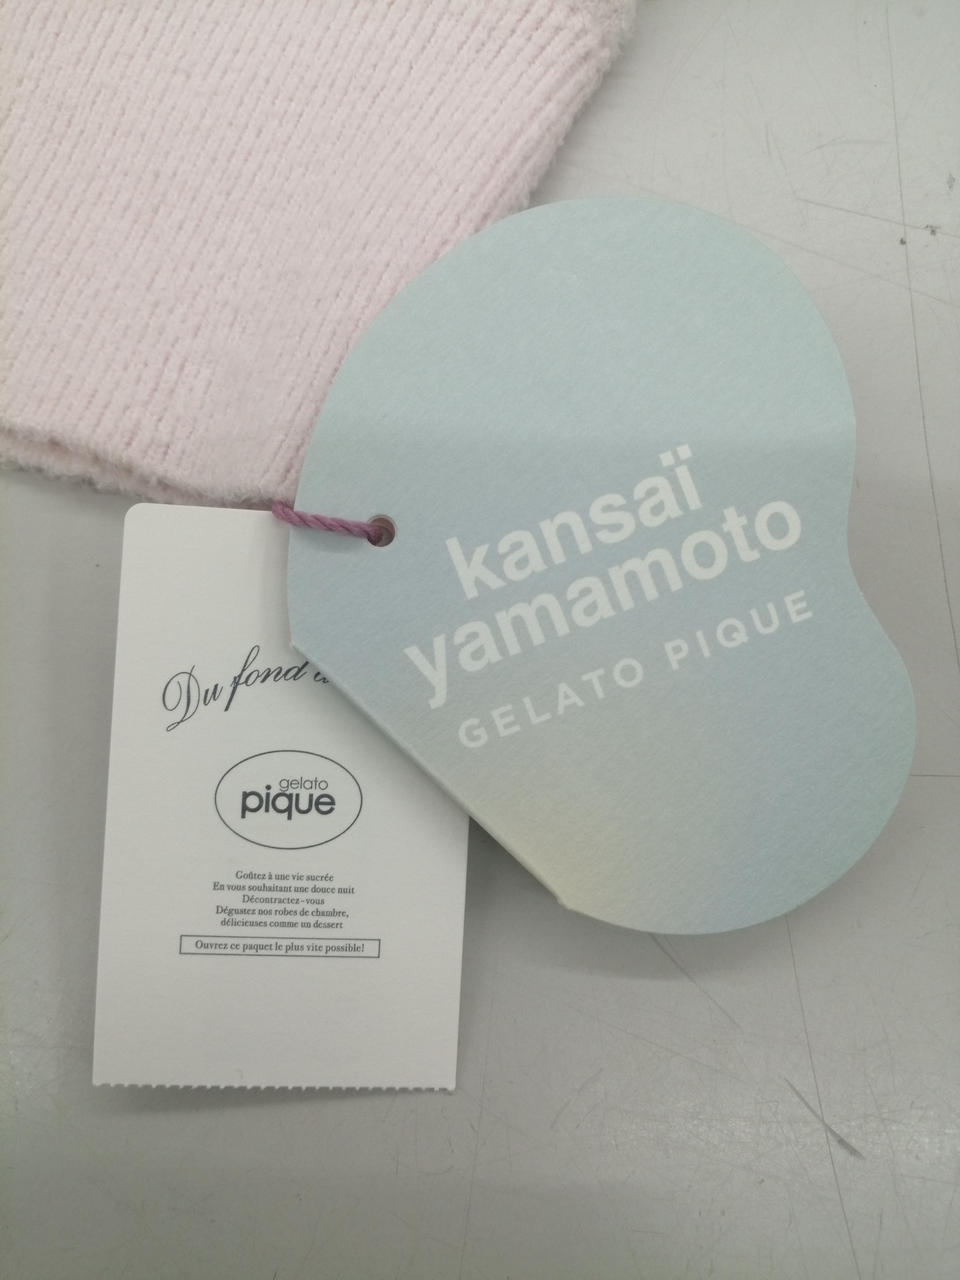 kansaï
yamamoto
GELATO PIQUE
Du fond
gelato
pique
Goûtez à une vie sucrée
En vous souhaitant une douce nuit
Décontractez-vous
Dégustez nos robes de chambre,
délicieuses comme un dessert
Ouvrez ce paquet le plus vite possible!